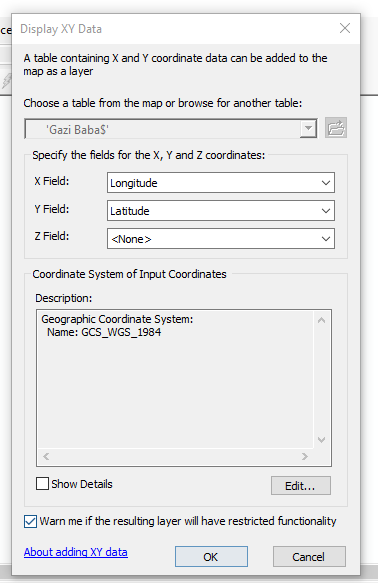 ce
Display XY Data
A table containing X and Y coordinate data can be added to the
map as a layer
Choose a table from the map or browse for another table:
'Gazi Baba$'
Specify the fields for the X, Y and Z coordinates:
X Field:
Longitude
Y Field:
Latitude
Z Field:
<None>
Coordinate System of Input Coordinates
Description:
Geographic Coordinate System:
Name: GCS_WGS_1984
Show Details
Edit...
Warn me if the resulting layer will have restricted functionality
About adding XY data
OK
Cancel